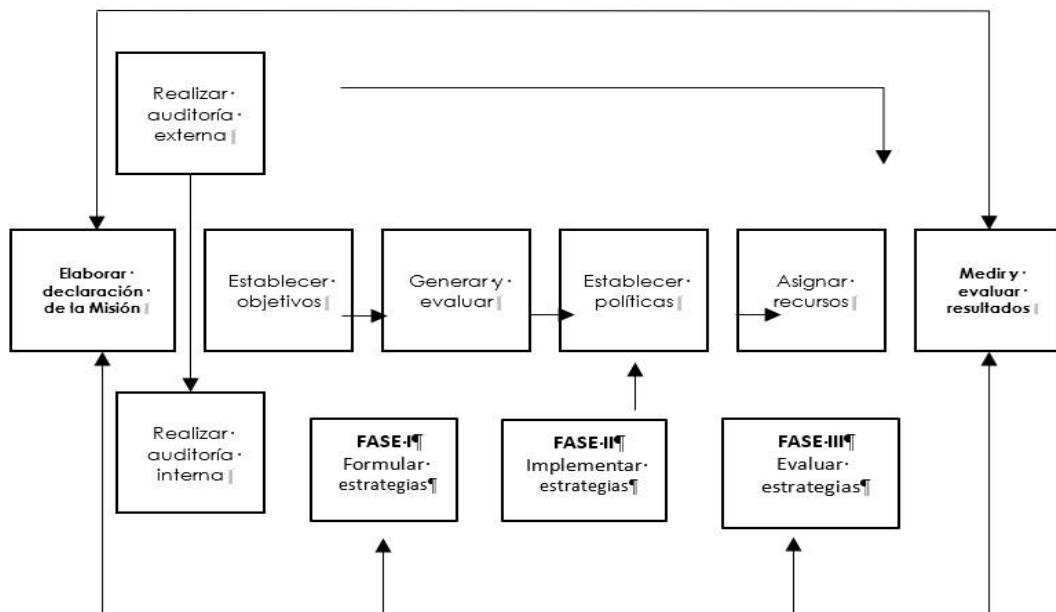 Realizar·
auditoría·
externa¶
Elaborar·
declaración·
de la Misión¶
Establecer·
objetivos¶
Generar y·
evaluar¶
Establecer·
políticas¶
Asignar·
recursos¶
Medir y·
evaluar·
resultados¶
Realizar·
auditoría·
interna¶
FASE·I¶
Formular·
estrategias¶
FASE·II¶
Implementar·
estrategias¶
FASE·III¶
Evaluar·
estrategias¶